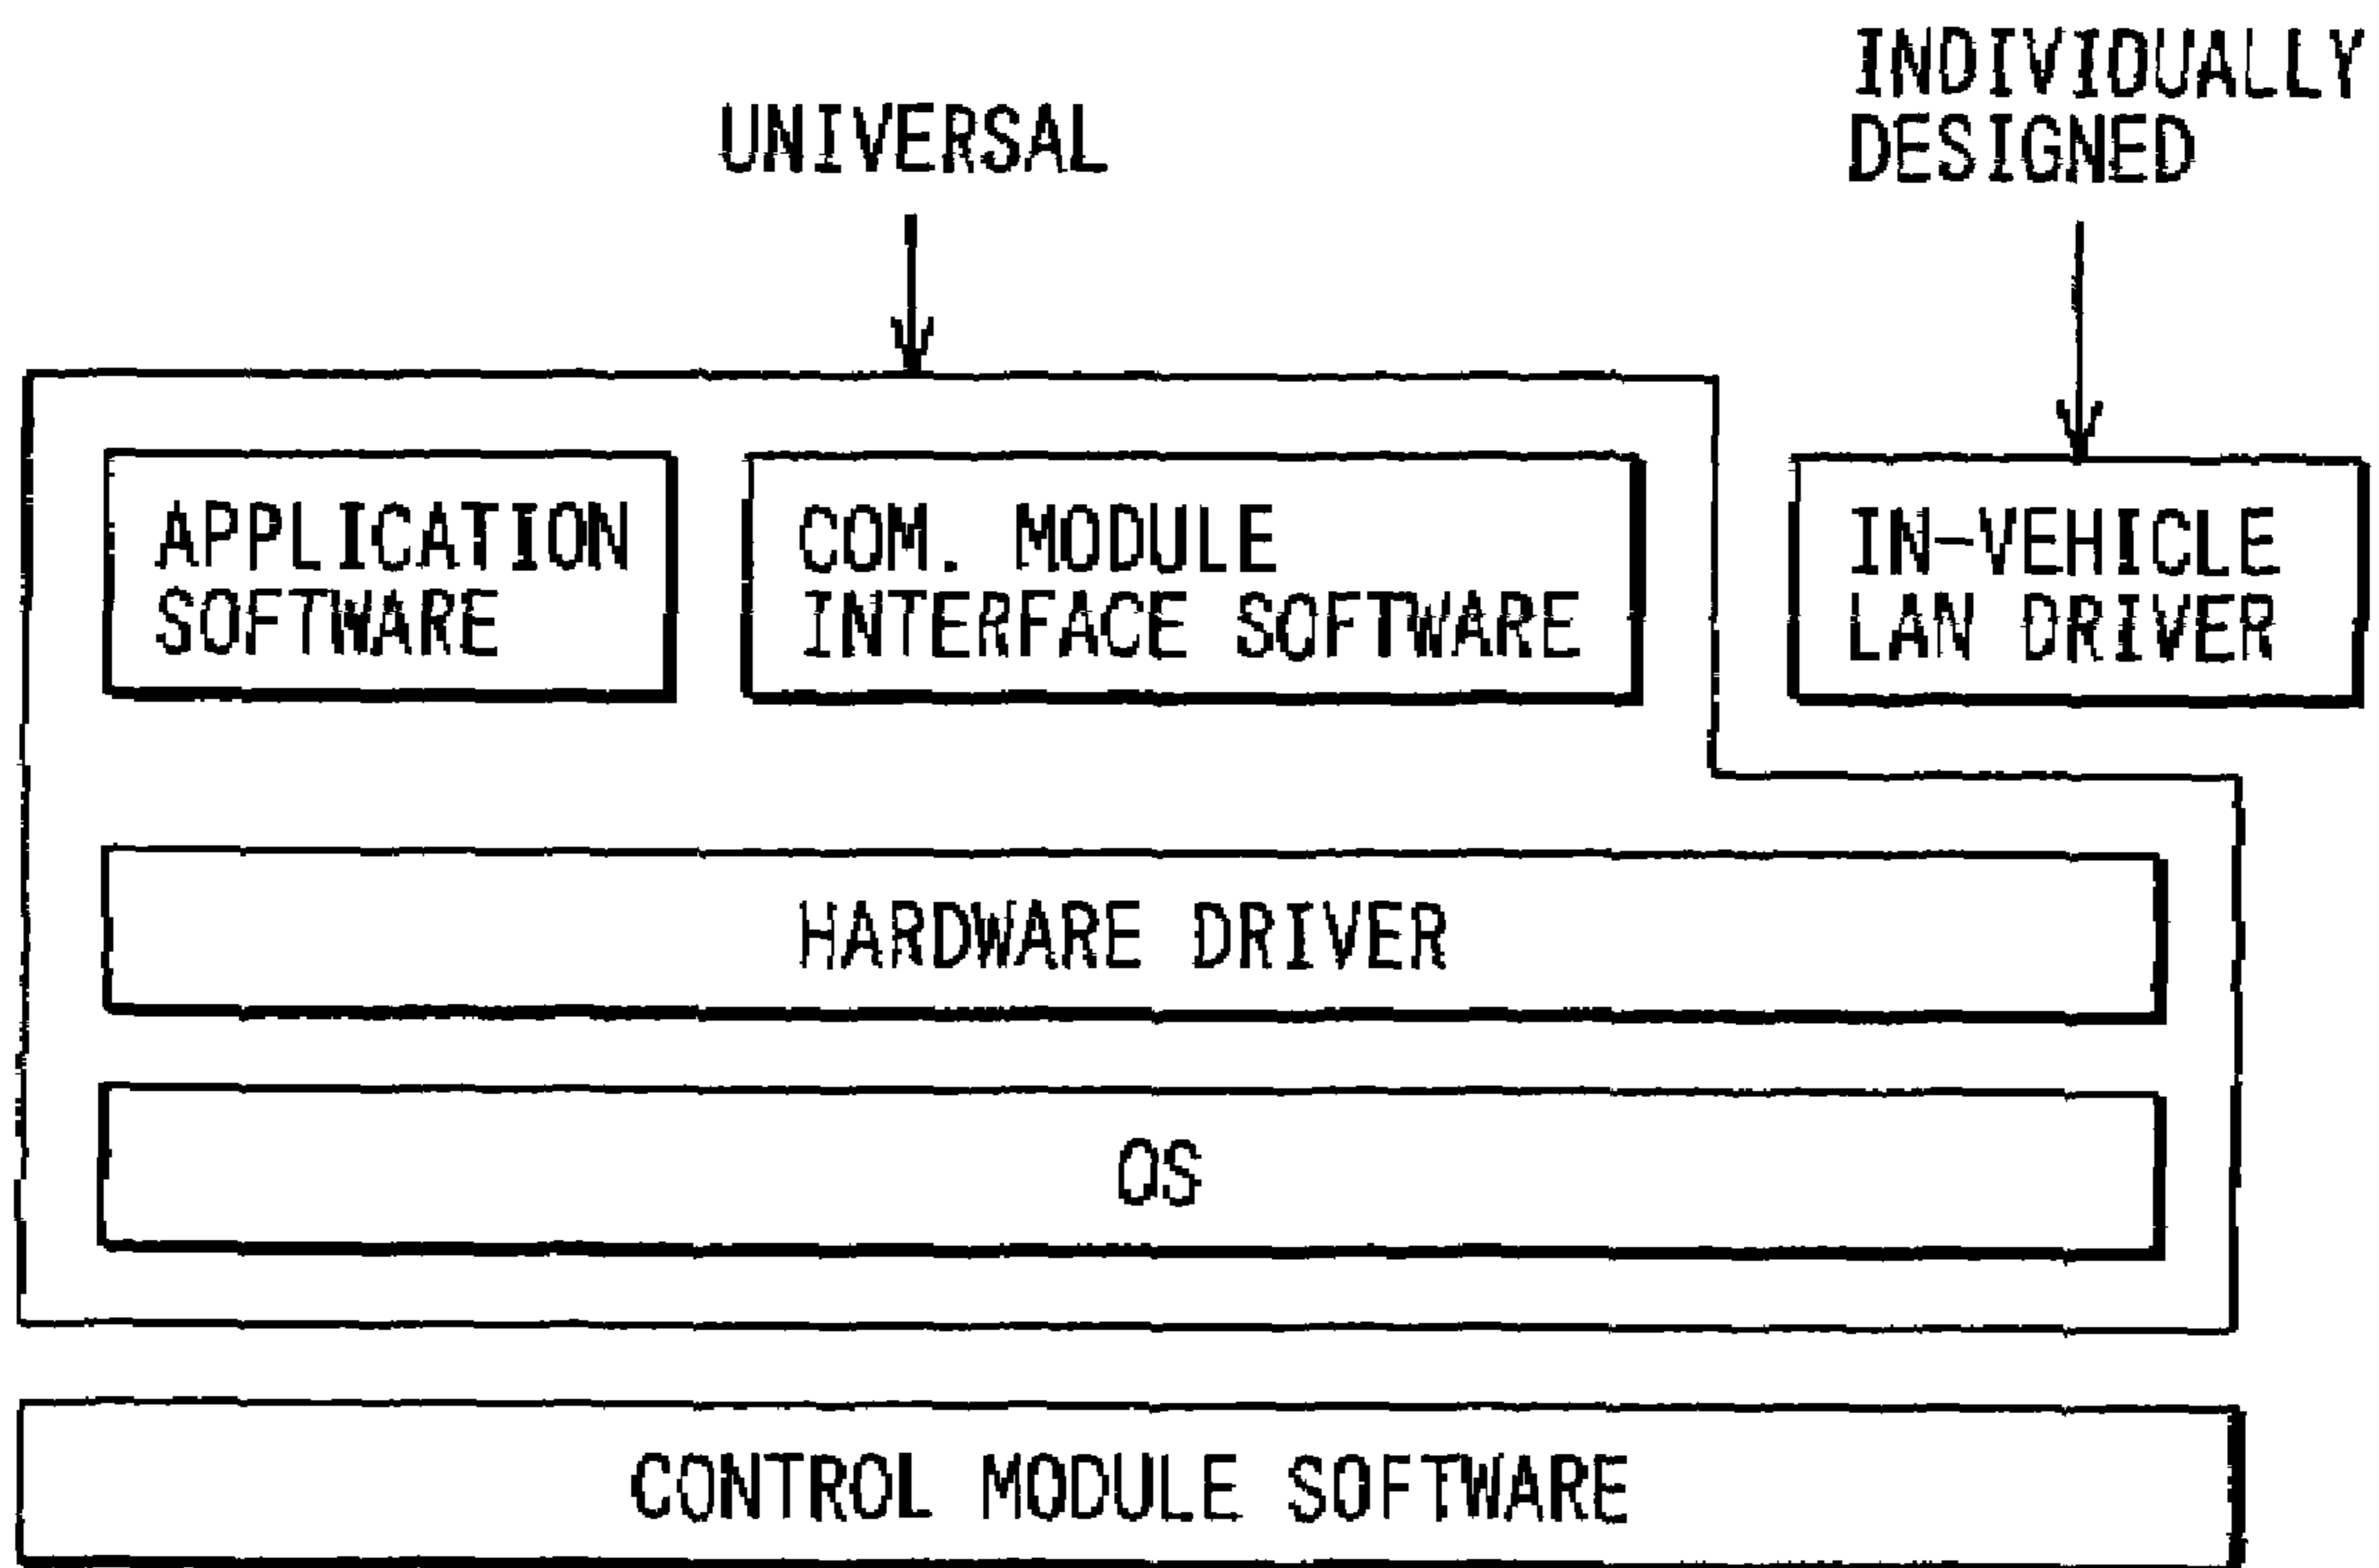 UNIVERSAL
INDIVIDUALLY
DESIGNED
APPLICATION
SOFTWARE
COM. MODULE
INTERFACE SOFTWARE
IN-VEHICLE
LAN DRIVER
HARDWARE DRIVER
OS
CONTROL MODULE SOFTWARE